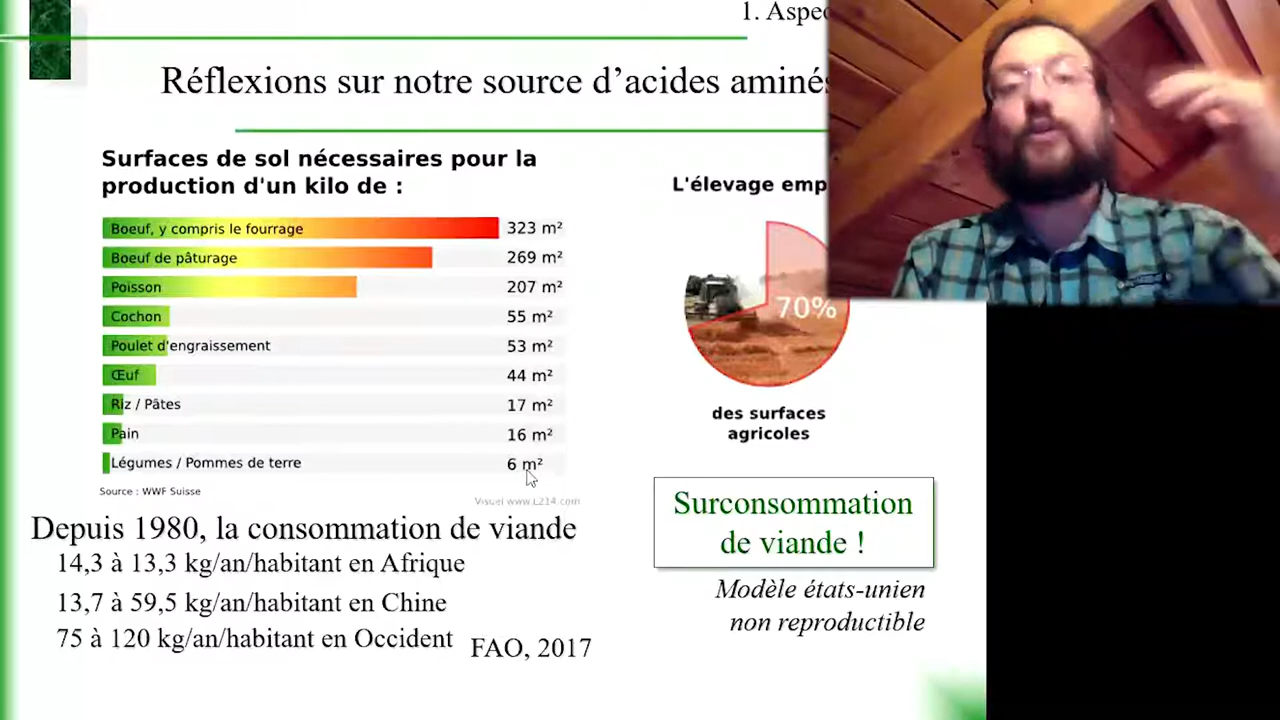 1. Aspec
Réflexions sur notre source d’acides aminés
Surfaces de sol nécessaires pour la
production d'un kilo de :
Boeuf, y compris le fourrage 323 m²
Boeuf de pâturage 269 m²
Poisson 207 m²
Cochon 55 m²
Poulet d'engraissement 53 m²
Œuf 44 m²
Riz / Pâtes 17 m²
Pain 16 m²
Légumes / Pommes de terre 6 m²
Source : WWF Suisse
Visuel www.L214.com
L'élevage emp
70%
des surfaces
agricoles
Depuis 1980, la consommation de viande
14,3 à 13,3 kg/an/habitant en Afrique
13,7 à 59,5 kg/an/habitant en Chine
75 à 120 kg/an/habitant en Occident
FAO, 2017
Surconsommation
de viande !
Modèle états-unien
non reproductible